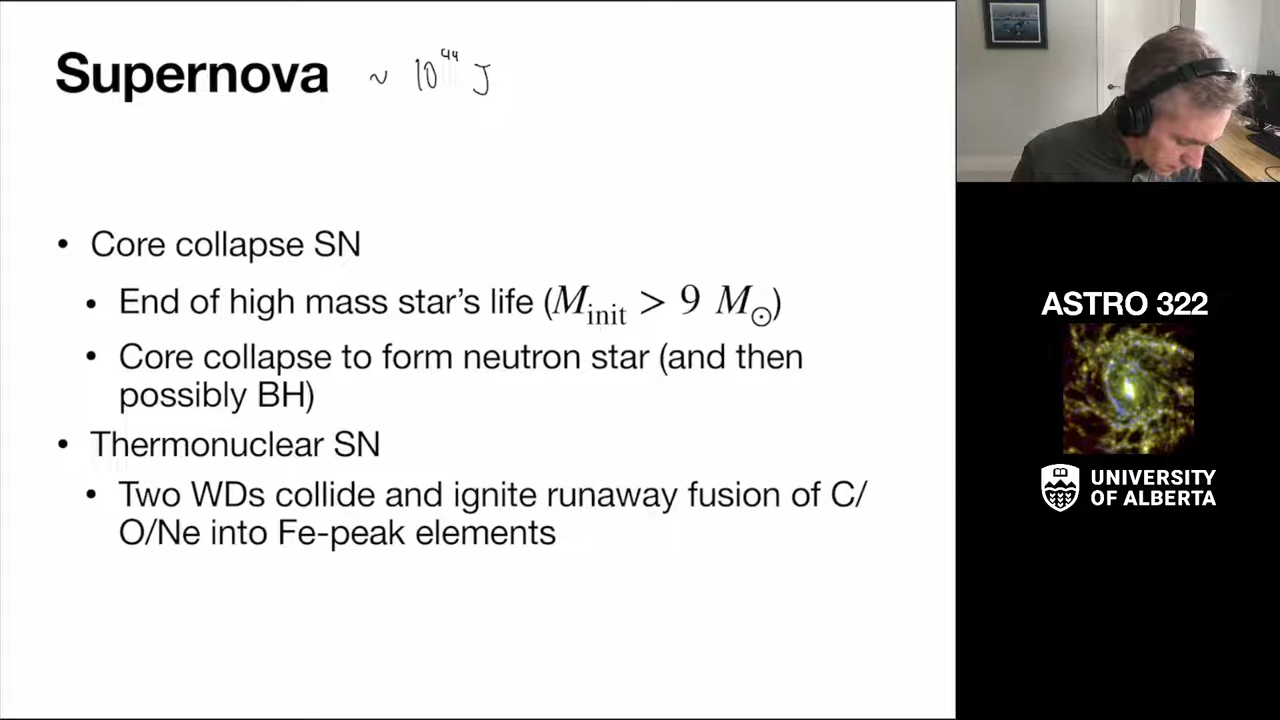 Supernova ~ 10⁴⁴ J
• Core collapse SN
• End of high mass star's life (M_init > 9 M_⊙)
• Core collapse to form neutron star (and then
possibly BH)
• Thermonuclear SN
• Two WDs collide and ignite runaway fusion of C/
O/Ne into Fe-peak elements
ASTRO 322
UNIVERSITY
OF ALBERTA